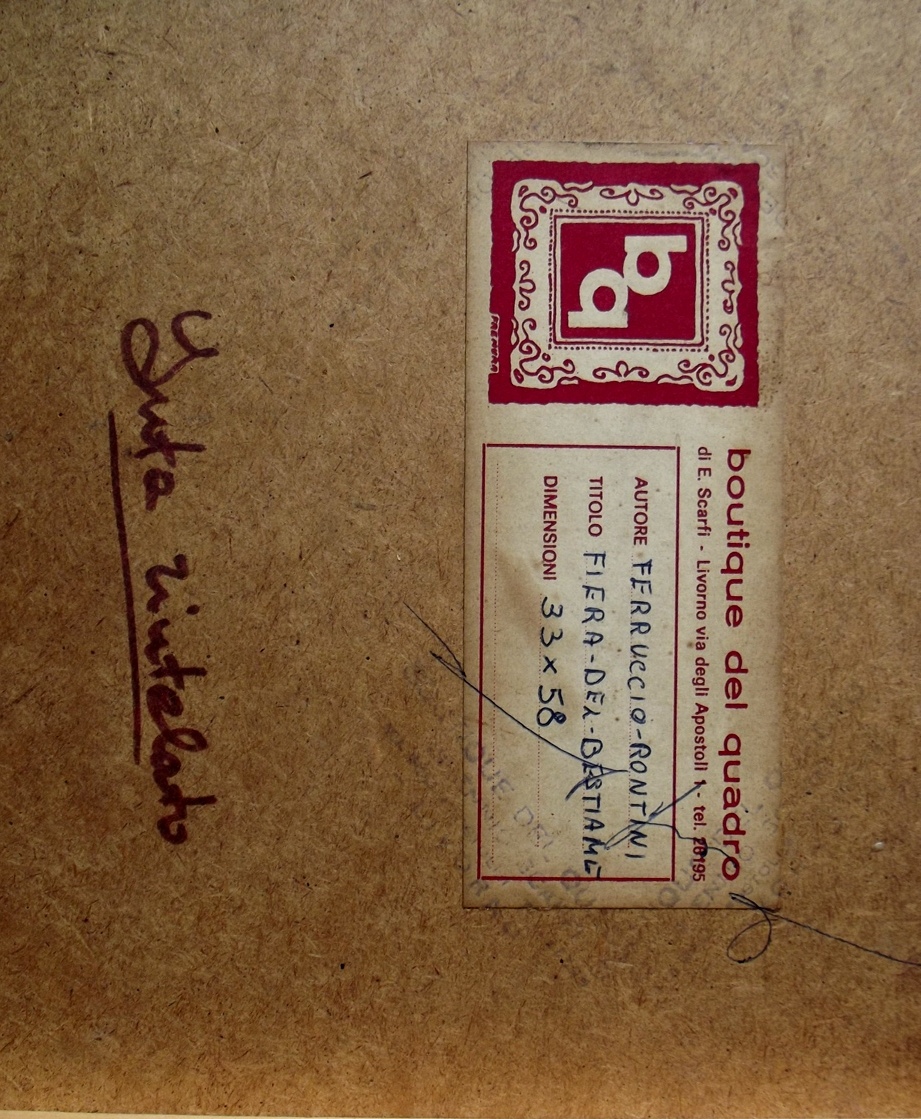 bq
boutique del quadro
di E. Scarfi - Livorno via degli Apostoli 1 - tel. 26195
AUTORE FERRUCCIO-RONTINI
TITOLO FIERA-DEL-BESTIAME
DIMENSIONI 33 x 58
Juta rintelato